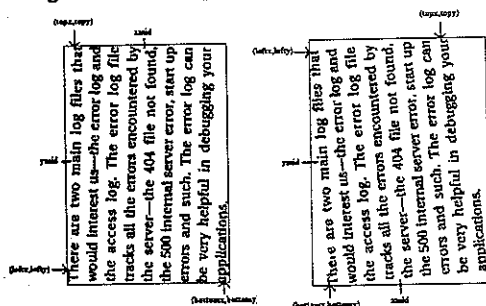 (topx,topy)
xmid
There are two main log files that
would interest us—the error log and
the access log. The error log file
tracks all the errors encountered by
the server—the 404 file not found,
the 500 internal server error, start up
errors and such. The error log can
be very helpful in debugging your
applications.
ymid
(leftx,lefty)
(bottomx,bottomy)
(topx,topy)
(leftx,lefty)
There are two main log files that
would interest us—the error log and
the access log. The error log file
tracks all the errors encountered by
the server—the 404 file not found,
the 500 internal server error, start up
errors and such. The error log can
be very helpful in debugging your
applications.
ymid
xmid
(bottomx,bottomy)